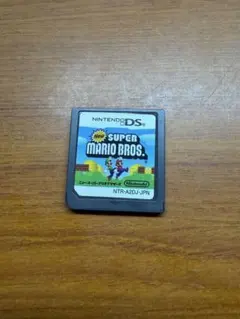 NINTENDO DS
NEW
SUPER
MARIO BROS.
Nintendo
NTR-A2DJ-JPN